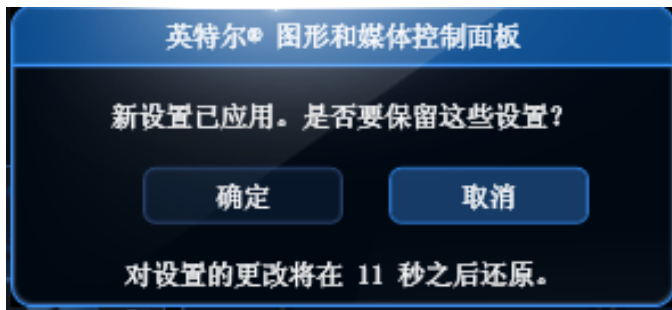 英特尔® 图形和媒体控制面板
新设置已应用。是否要保留这些设置?
确定 取消
对设置的更改将在 11 秒之后还原。